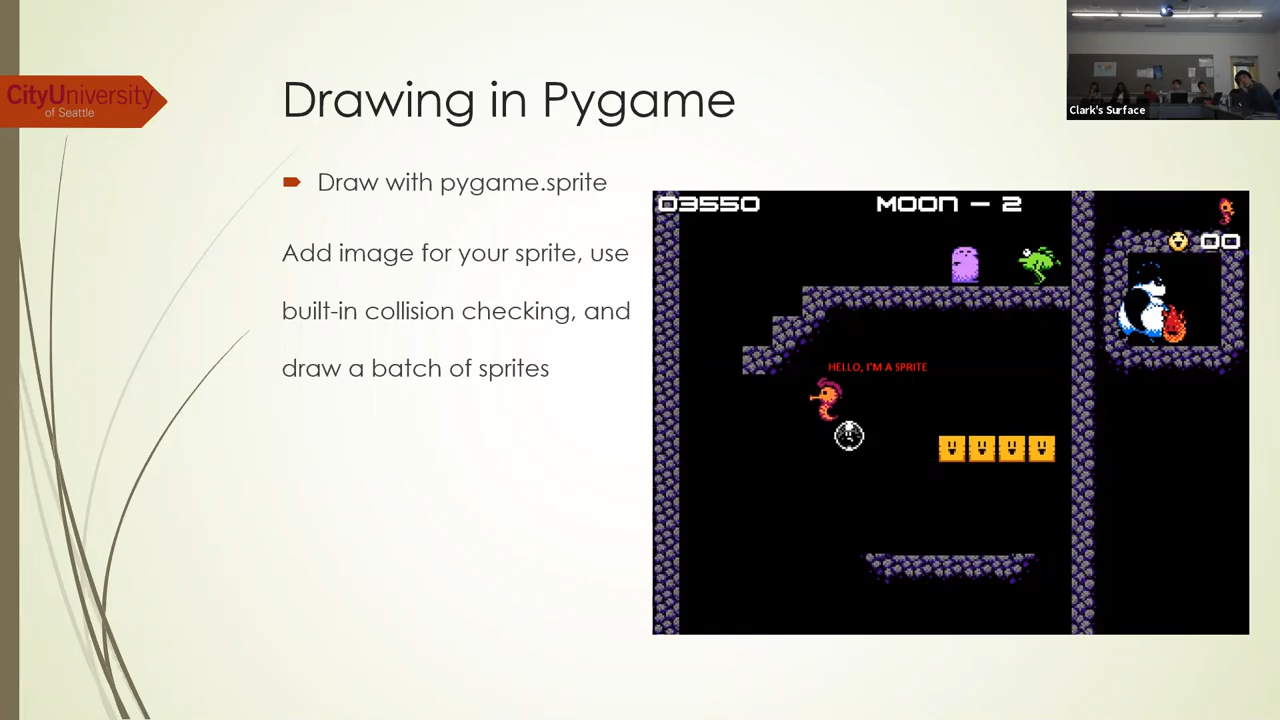 CityUniversity
of Seattle
Drawing in Pygame
Draw with pygame.sprite
Add image for your sprite, use
built-in collision checking, and
draw a batch of sprites
03550
MOON - 2
00
HELLO, I'M A SPRITE
Clark's Surface